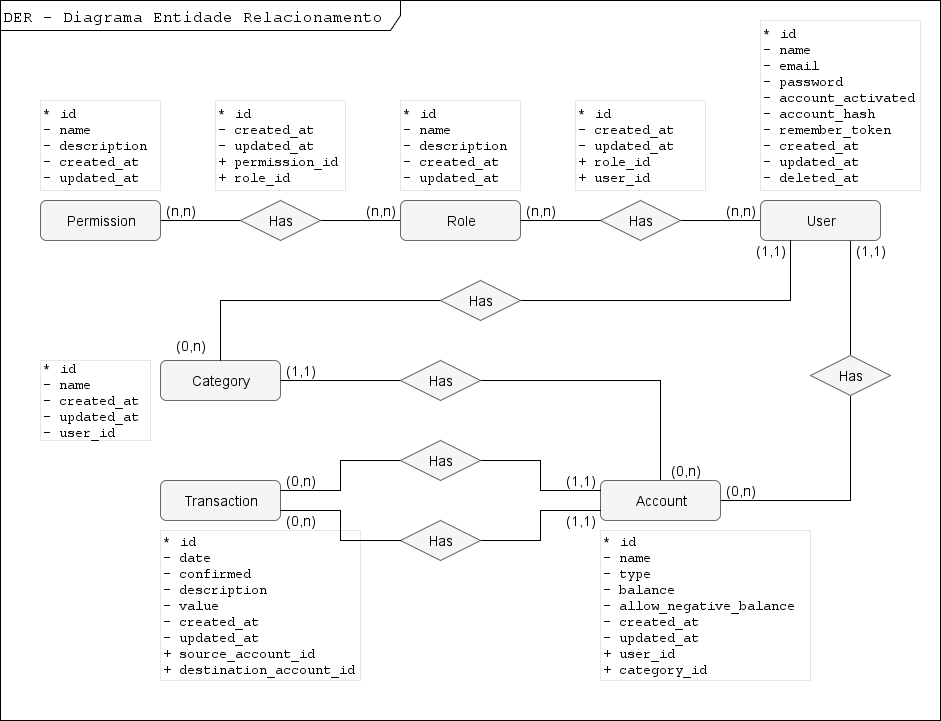 DER - Diagrama Entidade Relacionamento
* id
- name
- description
- created_at
- updated_at
* id
- created_at
- updated_at
+ permission_id
+ role_id
* id
- name
- description
- created_at
- updated_at
* id
- created_at
- updated_at
+ role_id
+ user_id
* id
- name
- email
- password
- account_activated
- account_hash
- remember_token
- created_at
- updated_at
- deleted_at
Permission
(n,n)
Has
(n,n)
Role
(n,n)
Has
(n,n)
User
(1,1)
(1,1)
Has
(0,n)
Has
* id
- name
- created_at
- updated_at
- user_id
Category
(1,1)
Has
(0,n)
(0,n)
Transaction
(0,n)
Has
(1,1)
Account
(0,n)
Has
(1,1)
* id
- date
- confirmed
- description
- value
- created_at
- updated_at
+ source_account_id
+ destination_account_id
* id
- name
- type
- balance
- allow_negative_balance
- created_at
- updated_at
+ user_id
+ category_id